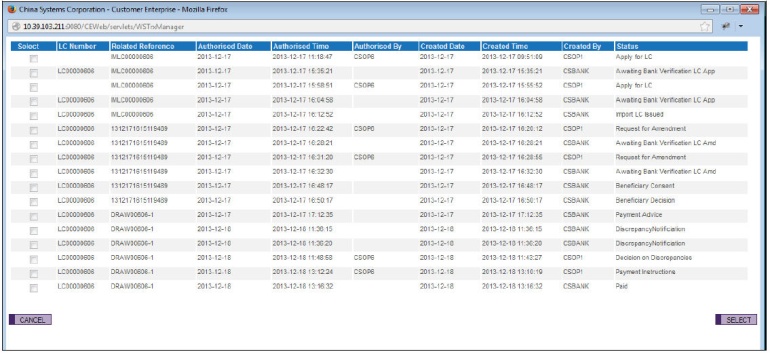 China Systems Corporation - Customer Enterprise - Mozilla Firefox
10.39.163.211:9080/CEWeb/servlets/WSTrxManager
Select LC Number Related Reference Authorised Date Authorised Time Authorised By Created Date Created Time Created By Status
IMLC00000606 2013-12-17 2013-12-17 11:18:47 CSOP6 2013-12-17 2013-12-17 09:51:09 CSOP1 Apply for LC
LC00000606 IMLC00000606 2013-12-17 2013-12-17 15:35:21 2013-12-17 2013-12-17 15:35:21 CSBANK Awaiting Bank Verification LC App
LC00000606 IMLC00000606 2013-12-17 2013-12-17 15:58:51 CSOP6 2013-12-17 2013-12-17 15:55:52 CSOP1 Apply for LC
LC00000606 IMLC00000606 2013-12-17 2013-12-17 16:04:58 2013-12-17 2013-12-17 16:04:58 CSBANK Awaiting Bank Verification LC App
LC00000606 IMLC00000606 2013-12-17 2013-12-17 16:12:52 2013-12-17 2013-12-17 16:12:52 CSBANK Import LC Issued
LC00000606 1312171615119489 2013-12-17 2013-12-17 16:22:42 CSOP6 2013-12-17 2013-12-17 16:20:12 CSOP1 Request for Amendment
LC00000606 1312171615119489 2013-12-17 2013-12-17 16:28:21 2013-12-17 2013-12-17 16:28:21 CSBANK Awaiting Bank Verification LC Amd
LC00000606 1312171615119489 2013-12-17 2013-12-17 16:31:20 CSOP6 2013-12-17 2013-12-17 16:28:55 CSOP1 Request for Amendment
LC00000606 1312171615119489 2013-12-17 2013-12-17 16:32:30 2013-12-17 2013-12-17 16:32:30 CSBANK Awaiting Bank Verification LC Amd
LC00000606 1312171615119489 2013-12-17 2013-12-17 16:48:17 2013-12-17 2013-12-17 16:48:17 CSBANK Beneficiary Consent
LC00000606 1312171615119489 2013-12-17 2013-12-17 16:50:17 2013-12-17 2013-12-17 16:50:17 CSBANK Beneficiary Decision
LC00000606 DRAW00606-1 2013-12-17 2013-12-17 17:12:35 2013-12-17 2013-12-17 17:12:35 CSBANK Payment Advice
LC00000606 DRAW00606-1 2013-12-18 2013-12-18 11:36:15 2013-12-18 2013-12-18 11:36:15 CSBANK DiscrepancyNotification
LC00000606 DRAW00606-1 2013-12-18 2013-12-18 11:36:20 2013-12-18 2013-12-18 11:36:20 CSBANK DiscrepancyNotification
LC00000606 DRAW00606-1 2013-12-18 2013-12-18 11:48:58 CSOP6 2013-12-18 2013-12-18 11:43:27 CSOP1 Decision on Discrepancies
LC00000606 DRAW00606-1 2013-12-18 2013-12-18 13:12:24 CSOP6 2013-12-18 2013-12-18 13:10:19 CSOP1 Payment Instructions
LC00000606 DRAW00606-1 2013-12-18 2013-12-18 13:16:32 2013-12-18 2013-12-18 13:16:32 CSBANK Paid
CANCEL SELECT